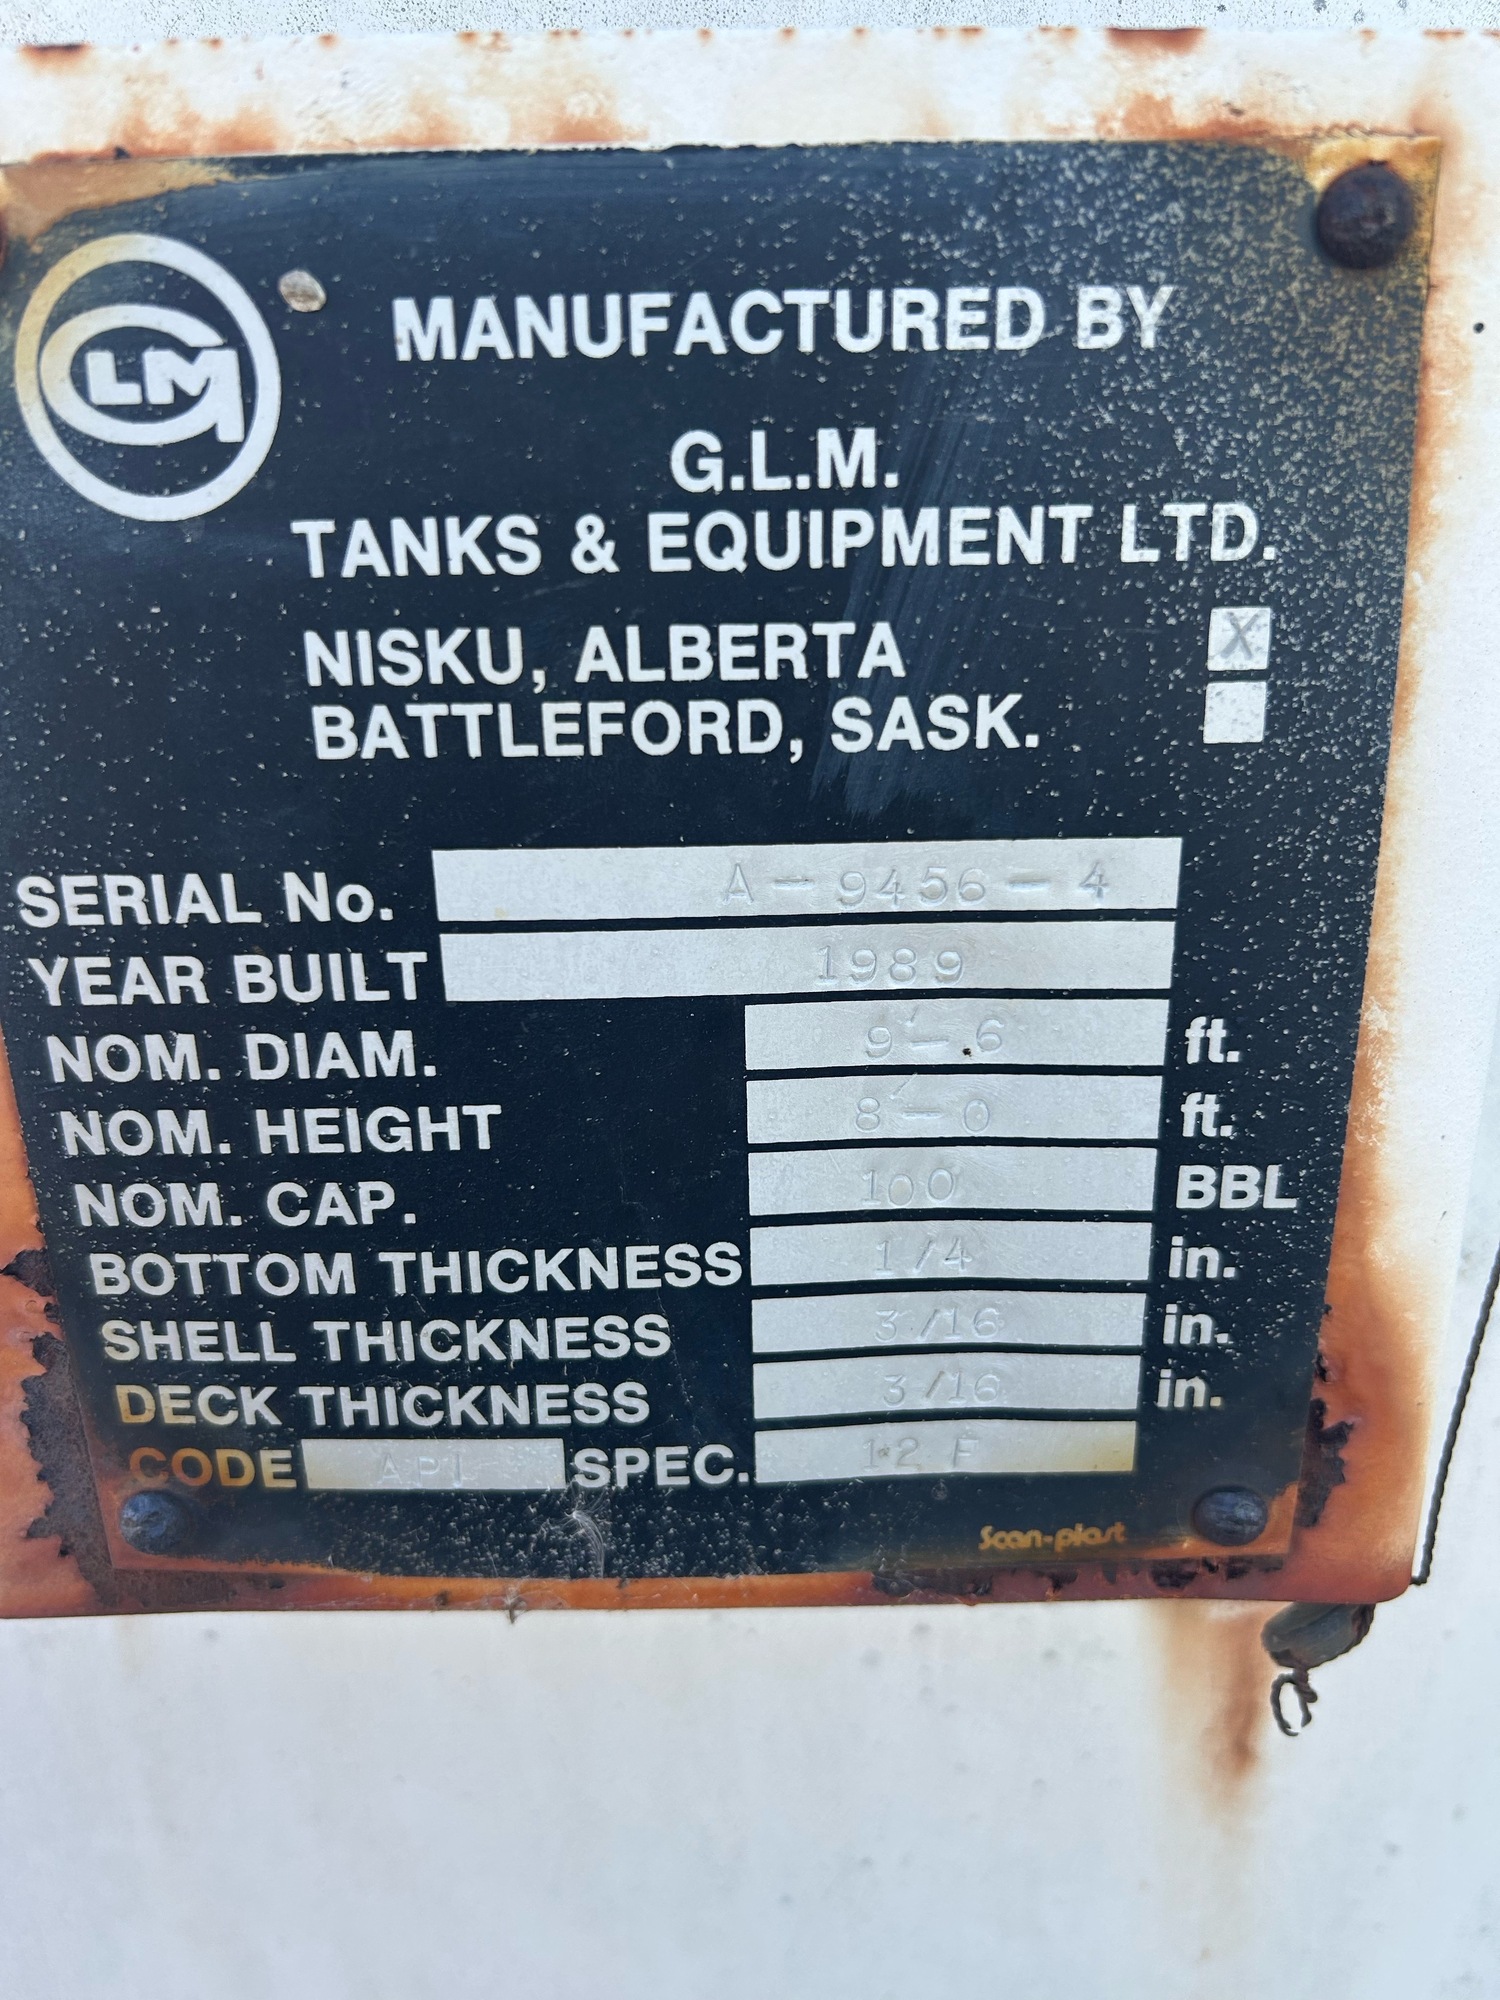 GLM
MANUFACTURED BY
G.L.M.
TANKS & EQUIPMENT LTD.
NISKU, ALBERTA X
BATTLEFORD, SASK.
SERIAL No. A-9456-4
YEAR BUILT 1989
NOM. DIAM. 9'-6 ft.
NOM. HEIGHT 8'-0 ft.
NOM. CAP. 100 BBL
BOTTOM THICKNESS 1/4 in.
SHELL THICKNESS 3/16 in.
DECK THICKNESS 3/16 in.
CODE API SPEC. 12 F
Scan-plast